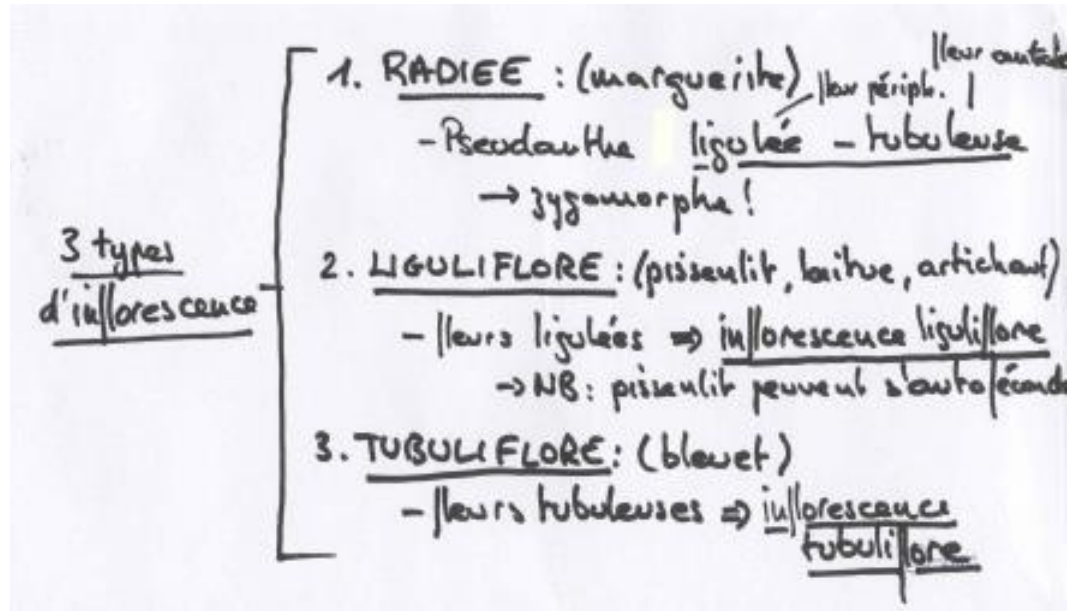 3 types
d'inflorescence
1. RADIEE : (marguerite)
fleur périph.
fleur centrale
- Pseudanthe ligulée - tubuleuse
→ zygomorphe !
2. LIGULIFLORE : (pissenlit, laitue, artichaut)
- fleurs ligulées ⇒ inflorescence liguliflore
→ NB : pissenlit peuvent s'autoféconde
3. TUBULIFLORE : (bleuet)
- fleurs tubuleuses ⇒ inflorescence
tubuliflore